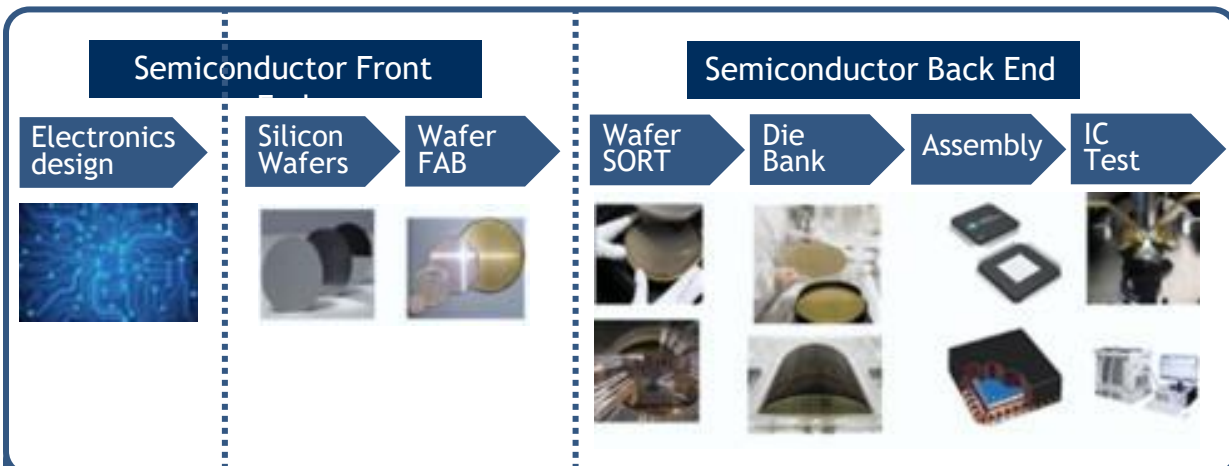 Semiconductor Front
Semiconductor Back End
Electronics
design
Silicon
Wafers
Wafer
FAB
Wafer
SORT
Die
Bank
Assembly
IC
Test